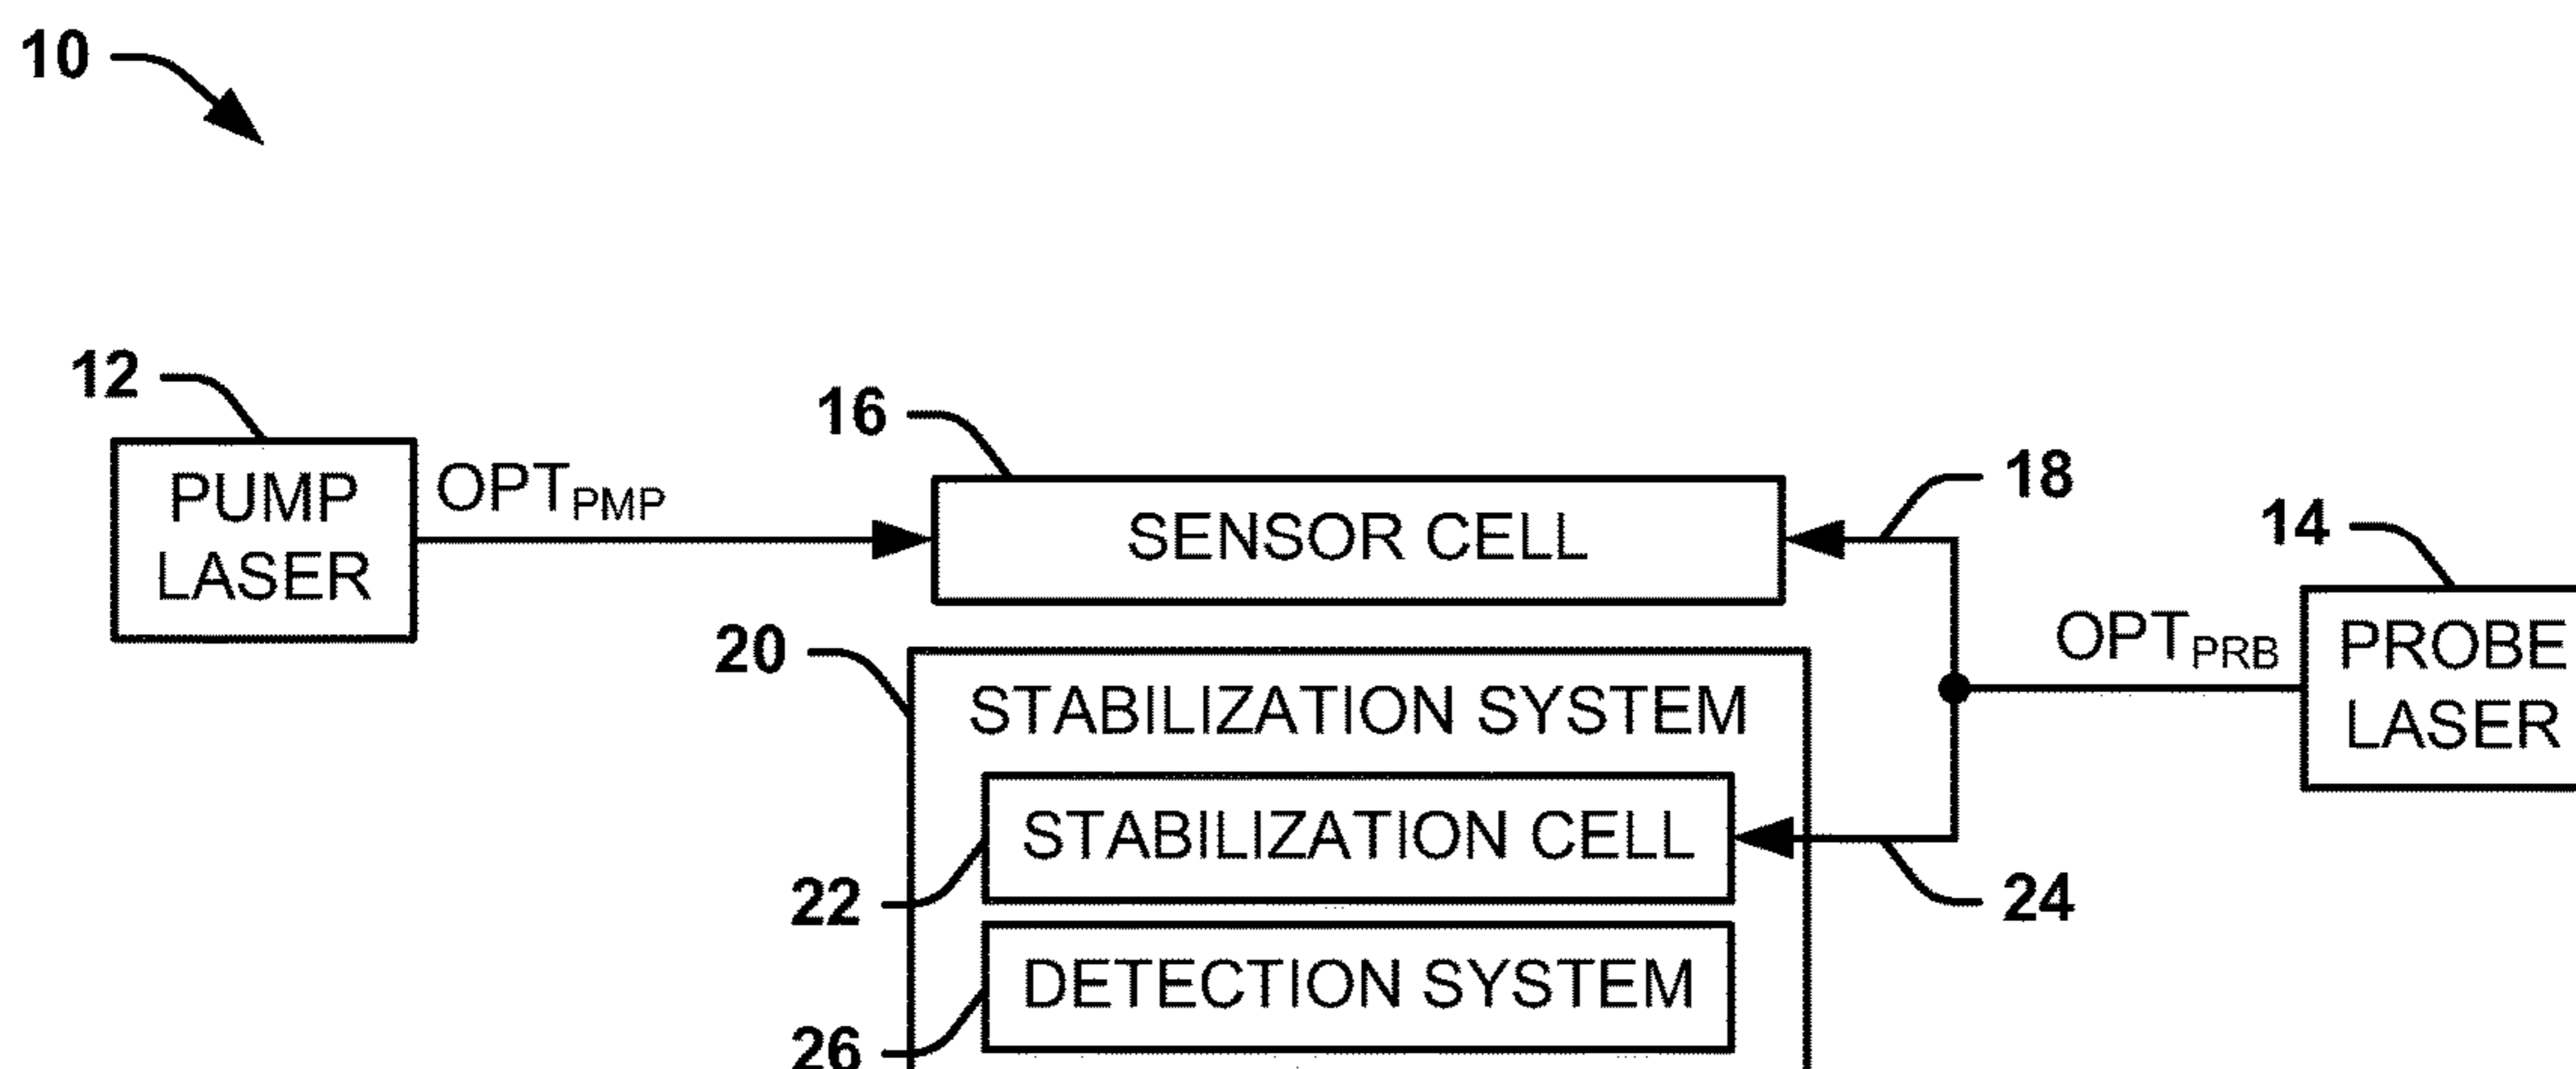 10
12
PUMP
LASER
OPTPMP
16
SENSOR CELL
18
14
PROBE
LASER
OPTPRB
20
STABILIZATION SYSTEM
STABILIZATION CELL
22
24
DETECTION SYSTEM
26